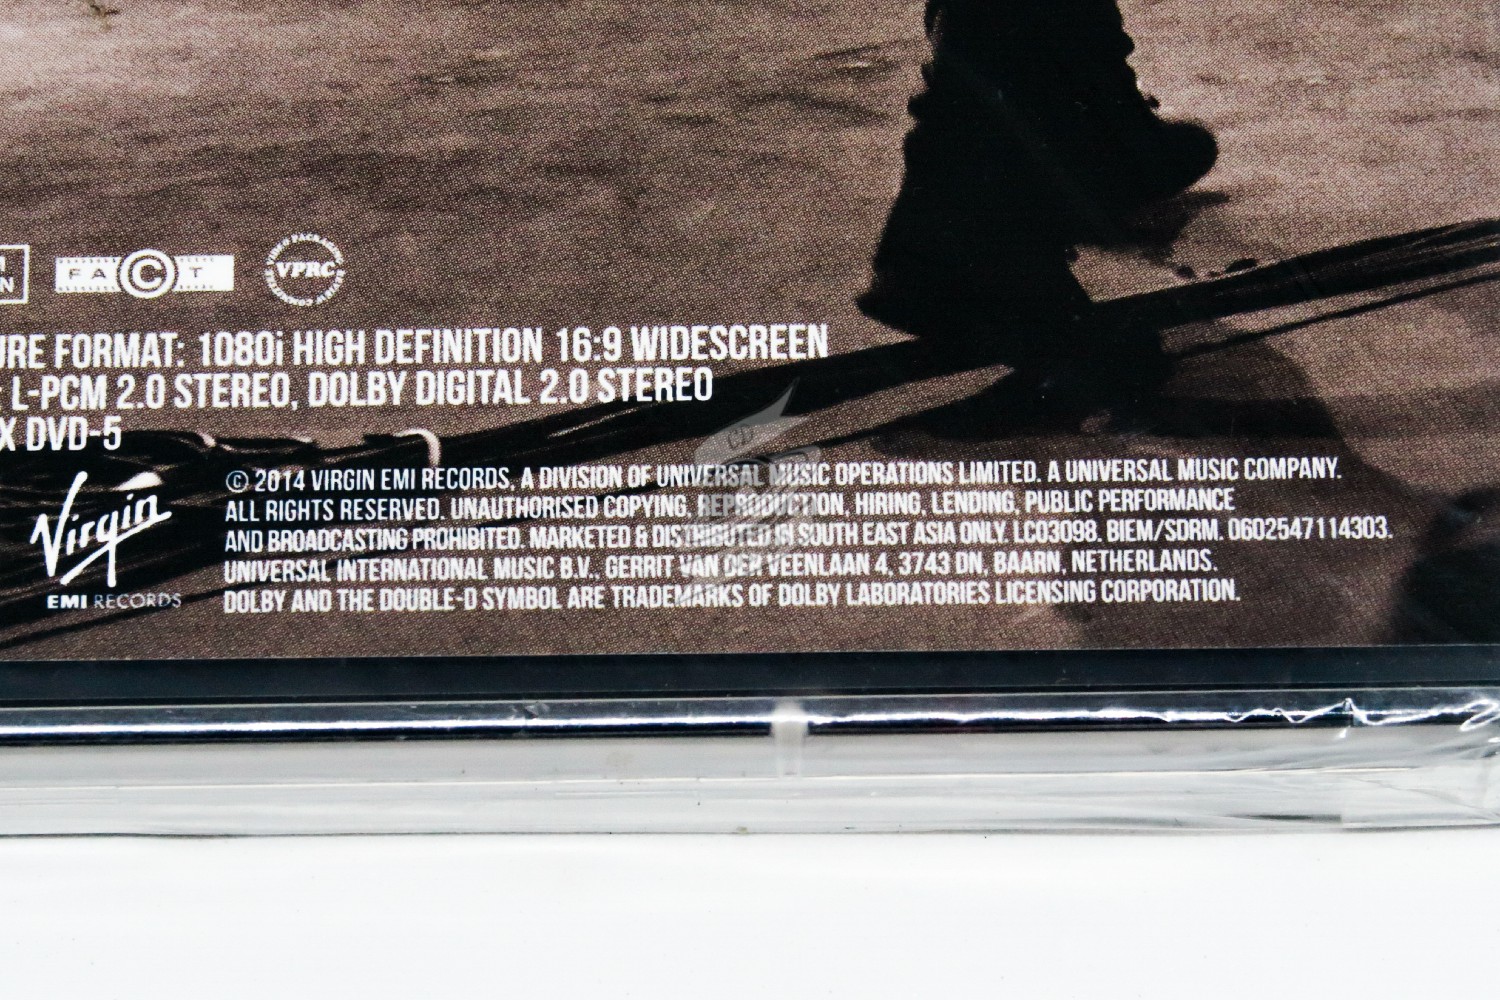 FACT
VPRC
URE FORMAT: 1080i HIGH DEFINITION 16:9 WIDESCREEN
: L-PCM 2.0 STEREO, DOLBY DIGITAL 2.0 STEREO
X DVD-5
Virgin
EMI RECORDS
© 2014 VIRGIN EMI RECORDS, A DIVISION OF UNIVERSAL MUSIC OPERATIONS LIMITED. A UNIVERSAL MUSIC COMPANY.
ALL RIGHTS RESERVED. UNAUTHORISED COPYING, REPRODUCTION, HIRING, LENDING, PUBLIC PERFORMANCE
AND BROADCASTING PROHIBITED. MARKETED & DISTRIBUTED IN SOUTH EAST ASIA ONLY. LC03098. BIEM/SDRM. 0602547114303.
UNIVERSAL INTERNATIONAL MUSIC B.V., GERRIT VAN DER VEENLAAN 4, 3743 DN, BAARN, NETHERLANDS.
DOLBY AND THE DOUBLE-D SYMBOL ARE TRADEMARKS OF DOLBY LABORATORIES LICENSING CORPORATION.